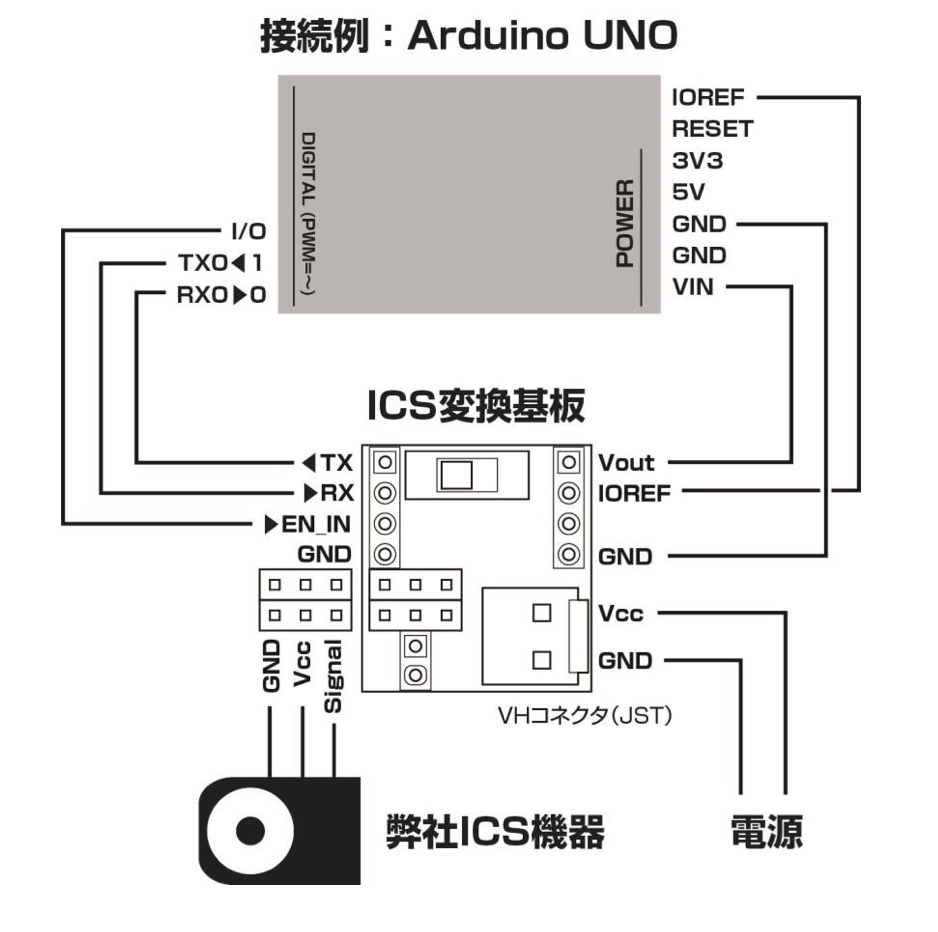 接続例：Arduino UNO
DIGITAL (PWM=～)
POWER
IOREF
RESET
3V3
5V
GND
GND
VIN
I/O
TX0◀1
RX0▶0
ICS変換基板
◀TX
▶RX
▶EN_IN
GND
Vout
IOREF
GND
Vcc
GND
GND
Vcc
Signal
VHコネクタ(JST)
弊社ICS機器
電源